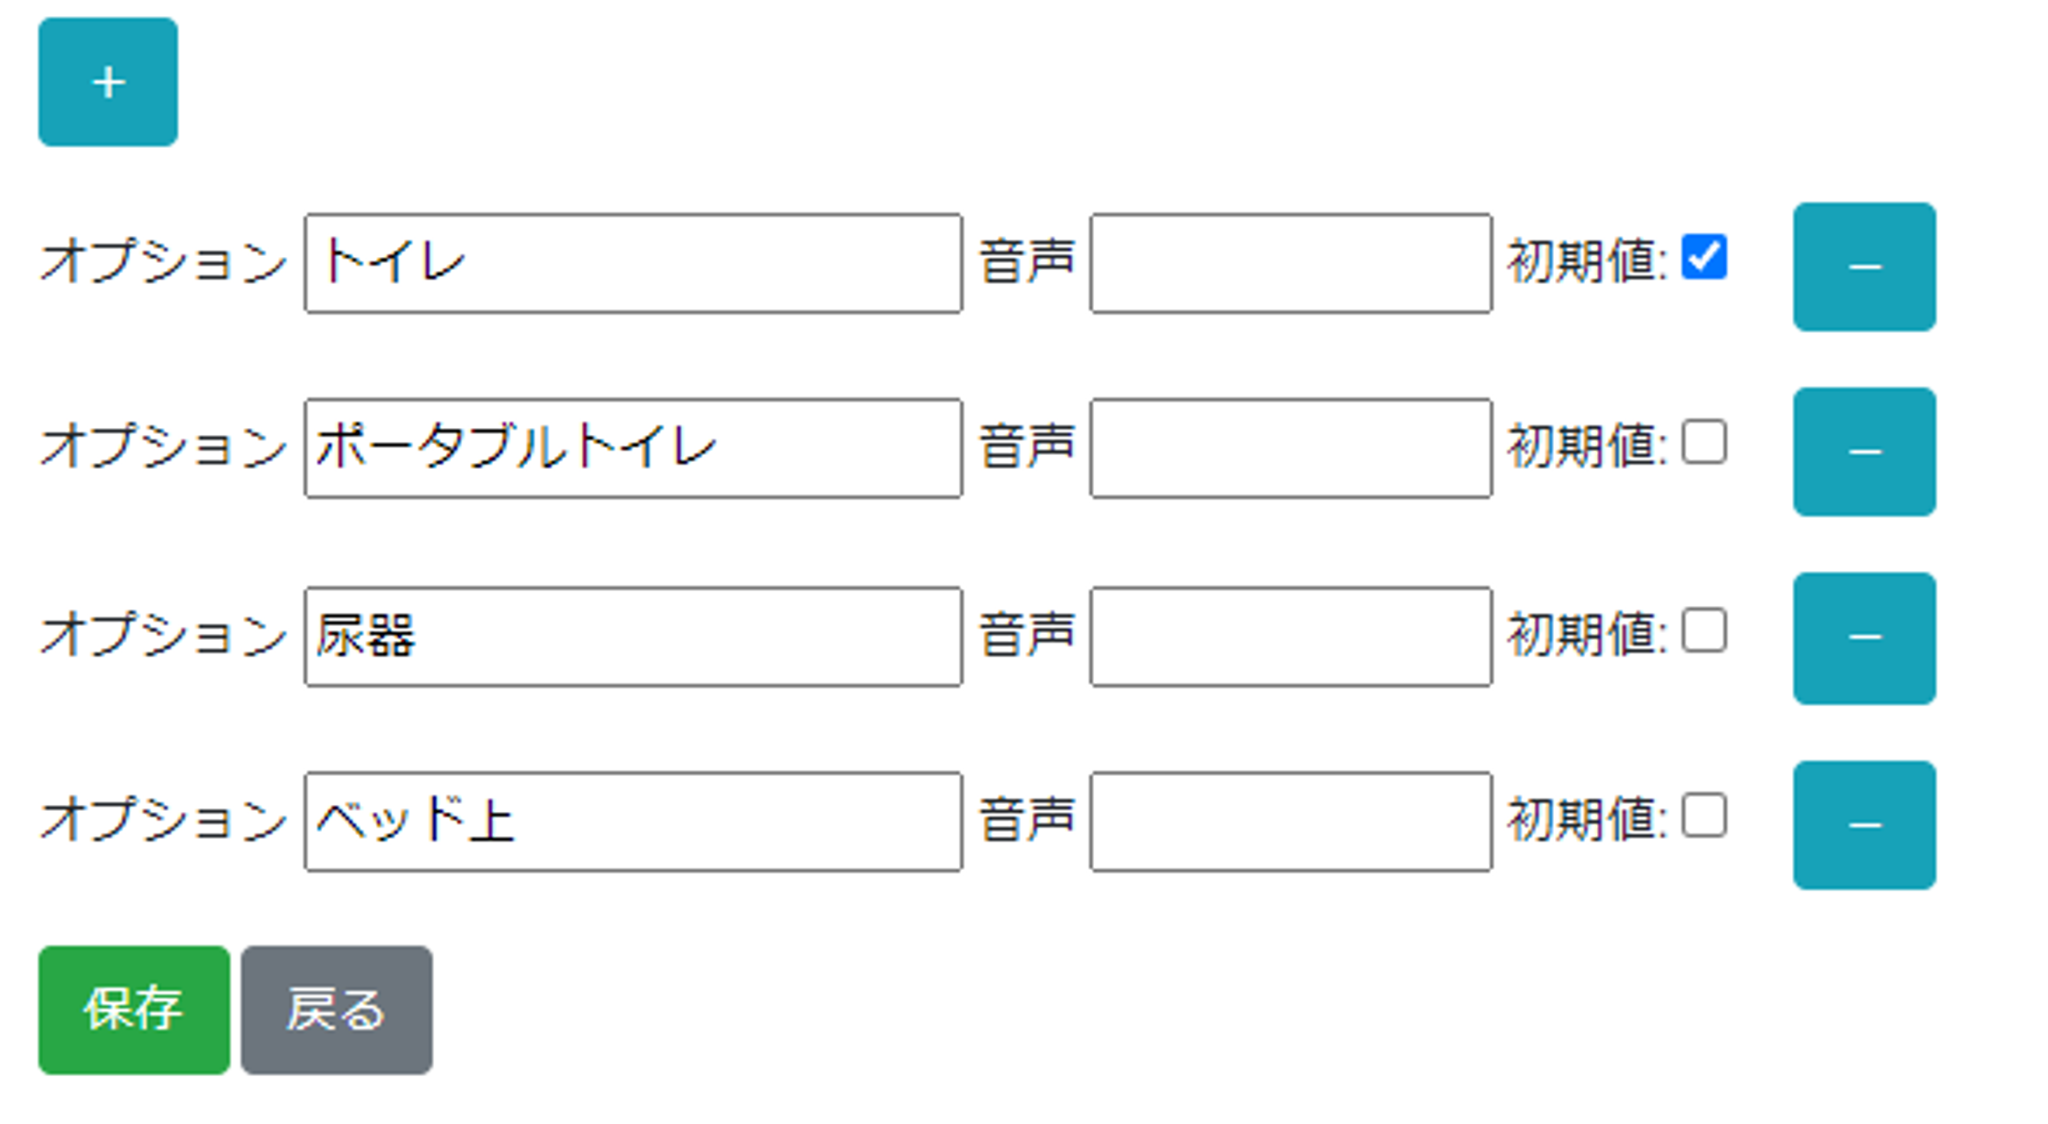 +
オプション トイレ 音声 初期値: −
オプション ポータブルトイレ 音声 初期値: −
オプション 尿器 音声 初期値: −
オプション ベッド上 音声 初期値: −
保存 戻る